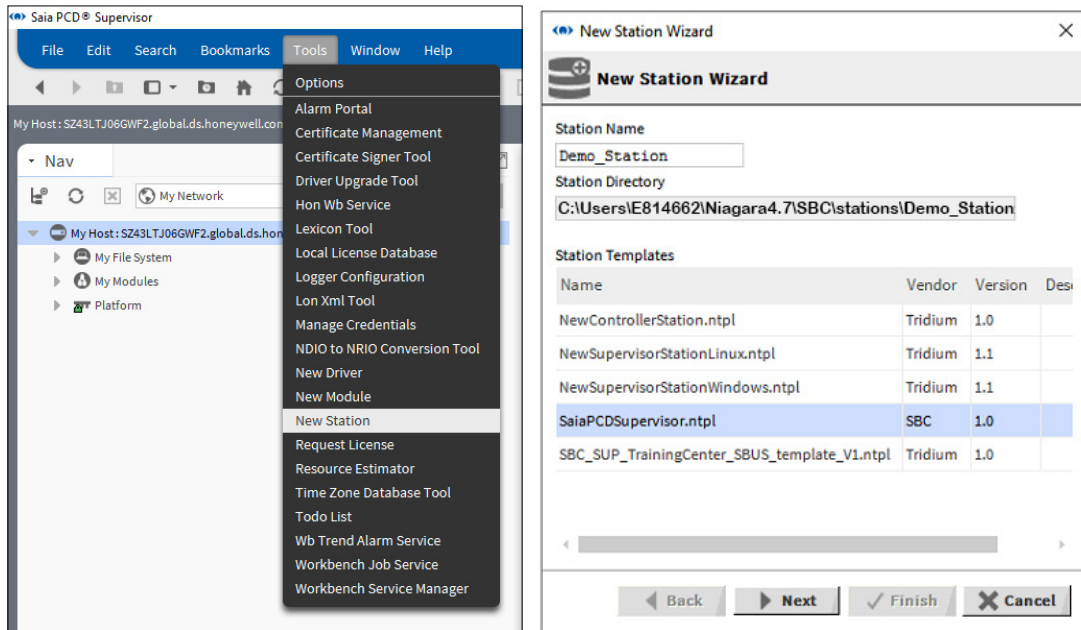 Saia PCD® Supervisor
File Edit Search Bookmarks Tools Window Help
My Host : SZ43LTJ06GWF2.global.ds.honeywell.com
Nav
My Network
My Host : SZ43LTJ06GWF2.global.ds.hon
My File System
My Modules
Platform
Options
Alarm Portal
Certificate Management
Certificate Signer Tool
Driver Upgrade Tool
Hon Wb Service
Lexicon Tool
Local License Database
Logger Configuration
Lon Xml Tool
Manage Credentials
NDIO to NRIO Conversion Tool
New Driver
New Module
New Station
Request License
Resource Estimator
Time Zone Database Tool
Todo List
Wb Trend Alarm Service
Workbench Job Service
Workbench Service Manager
New Station Wizard
New Station Wizard
Station Name
Demo_Station
Station Directory
C:\Users\E814662\Niagara4.7\SBC\stations\Demo_Station
Station Templates
Name Vendor Version Des
NewControllerStation.ntpl Tridium 1.0
NewSupervisorStationLinux.ntpl Tridium 1.1
NewSupervisorStationWindows.ntpl Tridium 1.1
SaiaPCDSupervisor.ntpl SBC 1.0
SBC_SUP_TrainingCenter_SBUS_template_V1.ntpl Tridium 1.0
Back Next Finish Cancel